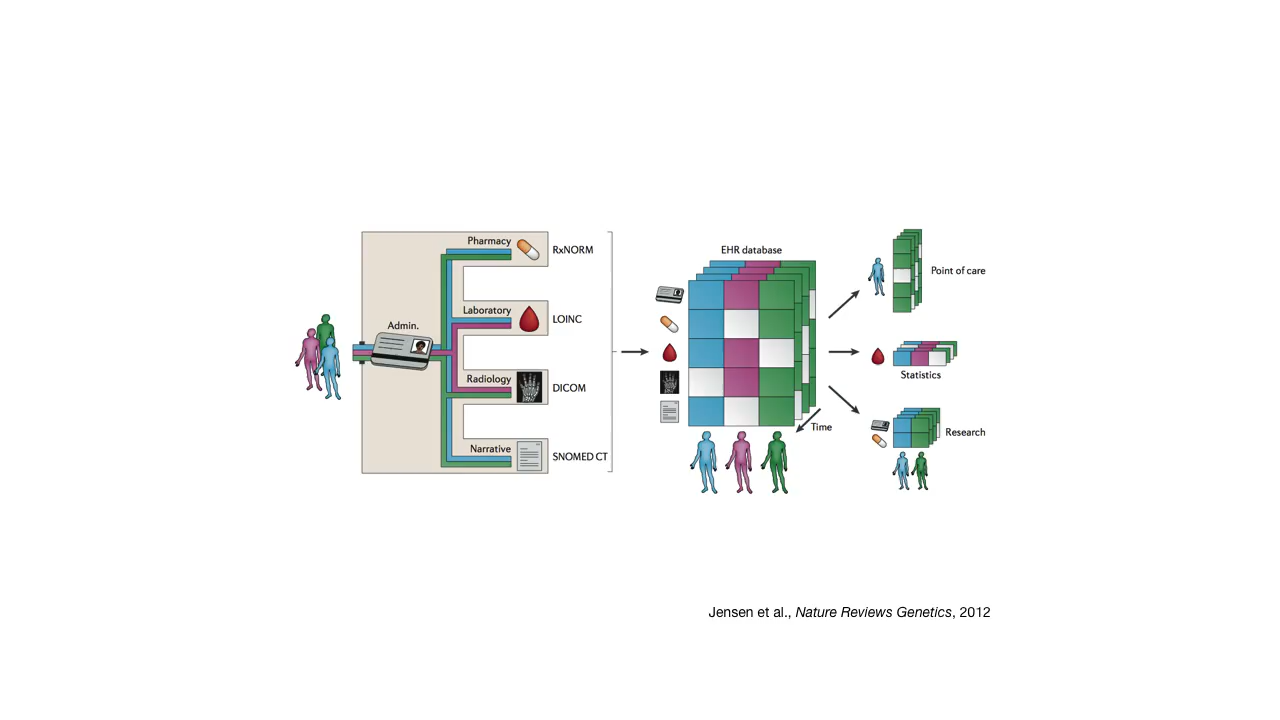 Pharmacy
RxNORM
Laboratory
LOINC
Admin.
Radiology
DICOM
Narrative
SNOMED CT
EHR database
Time
Point of care
Statistics
Research
Jensen et al., Nature Reviews Genetics, 2012